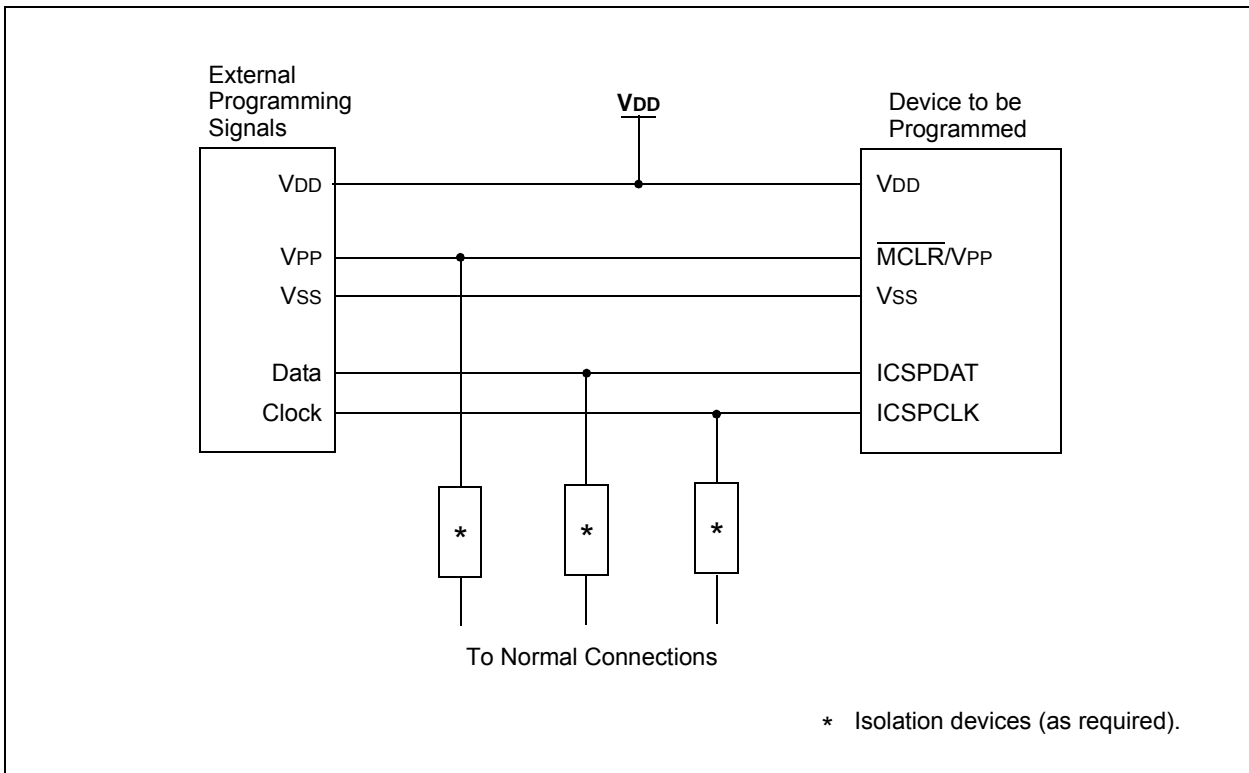 External
Programming
Signals
VDD
Device to be
Programmed
VDD
VDD
VPP
MCLR/VPP
VSS
VSS
Data
ICSPDAT
Clock
ICSPCLK
*
*
*
To Normal Connections
* Isolation devices (as required).